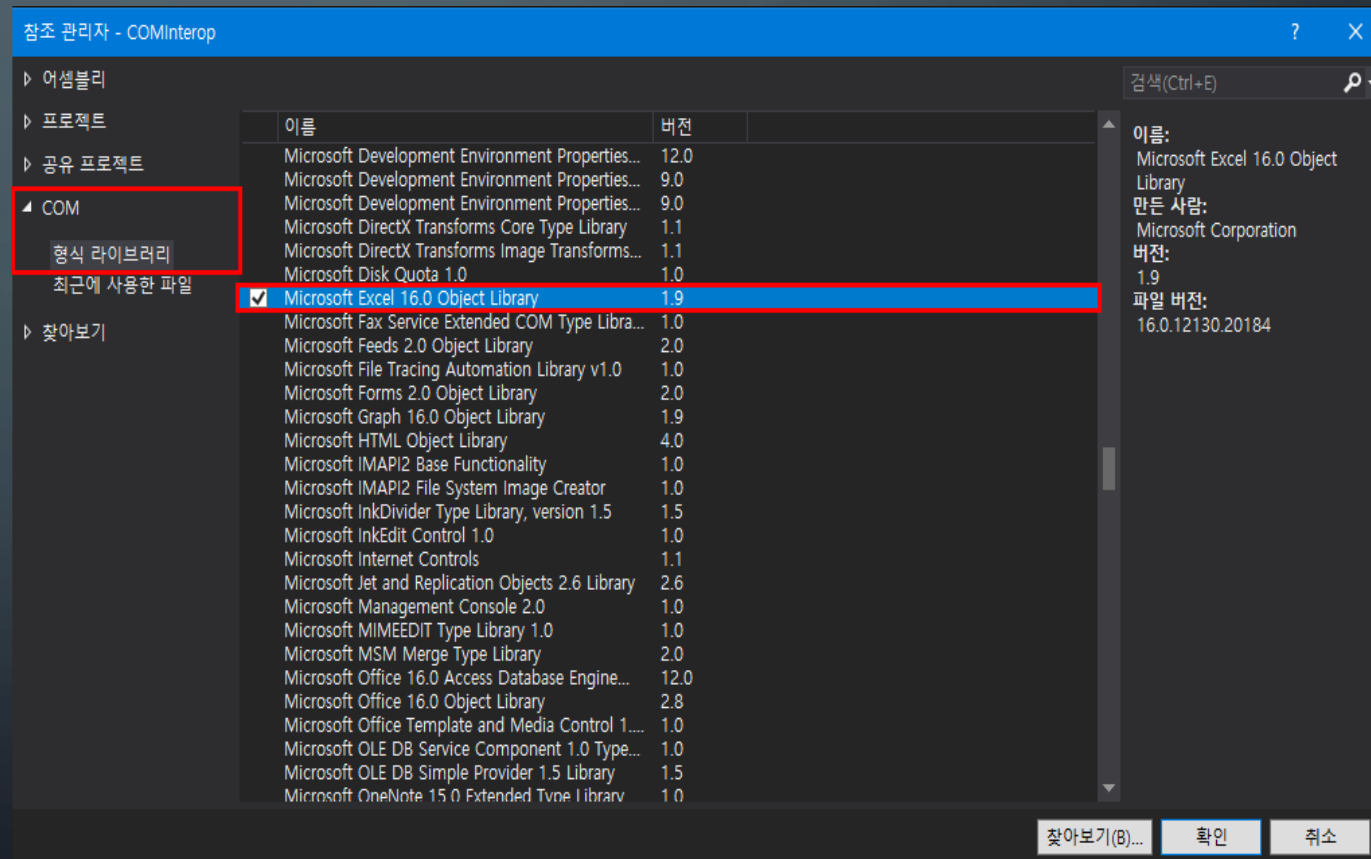 참조 관리자 - COMInterop
?
어셈블리
프로젝트
공유 프로젝트
COM
형식 라이브러리
최근에 사용한 파일
찾아보기
이름 버전
Microsoft Development Environment Properties... 12.0
Microsoft Development Environment Properties... 9.0
Microsoft Development Environment Properties... 9.0
Microsoft DirectX Transforms Core Type Library 1.1
Microsoft DirectX Transforms Image Transforms... 1.1
Microsoft Disk Quota 1.0 1.0
Microsoft Excel 16.0 Object Library 1.9
Microsoft Fax Service Extended COM Type Libra... 1.0
Microsoft Feeds 2.0 Object Library 2.0
Microsoft File Tracing Automation Library v1.0 1.0
Microsoft Forms 2.0 Object Library 2.0
Microsoft Graph 16.0 Object Library 1.9
Microsoft HTML Object Library 4.0
Microsoft IMAPI2 Base Functionality 1.0
Microsoft IMAPI2 File System Image Creator 1.0
Microsoft InkDivider Type Library, version 1.5 1.5
Microsoft InkEdit Control 1.0 1.0
Microsoft Internet Controls 1.1
Microsoft Jet and Replication Objects 2.6 Library 2.6
Microsoft Management Console 2.0 1.0
Microsoft MIMEEDIT Type Library 1.0 1.0
Microsoft MSM Merge Type Library 2.0
Microsoft Office 16.0 Access Database Engine... 12.0
Microsoft Office 16.0 Object Library 2.8
Microsoft Office Template and Media Control 1.... 1.0
Microsoft OLE DB Service Component 1.0 Type... 1.0
Microsoft OLE DB Simple Provider 1.5 Library 1.5
Microsoft OneNote 15.0 Extended Type Library 1.0
검색(Ctrl+E)
이름:
Microsoft Excel 16.0 Object
Library
만든 사람:
Microsoft Corporation
버전:
1.9
파일 버전:
16.0.12130.20184
찾아보기(B)... 확인 취소